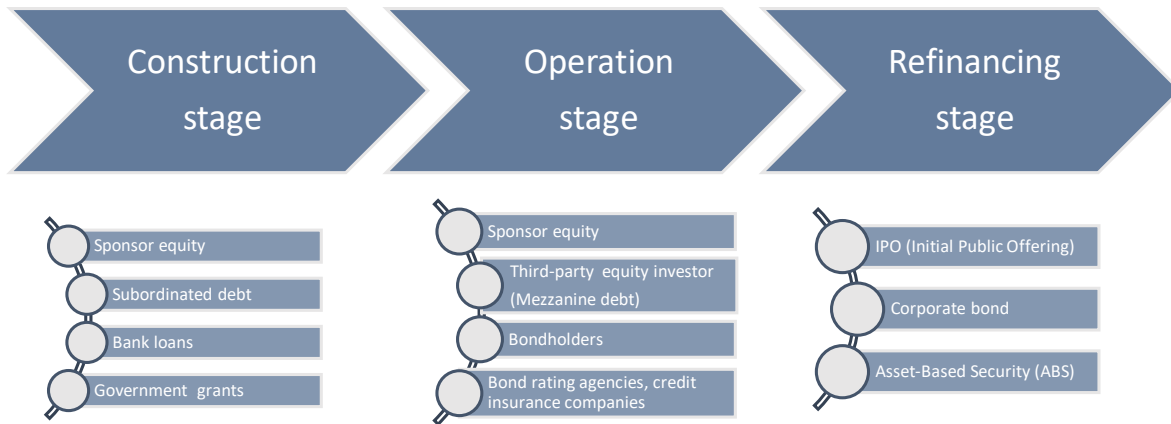 Construction
stage
Operation
stage
Refinancing
stage
Sponsor equity
Subordinated debt
Bank loans
Government grants
Sponsor equity
Third-party equity investor
(Mezzanine debt)
Bondholders
Bond rating agencies, credit
insurance companies
IPO (Initial Public Offering)
Corporate bond
Asset-Based Security (ABS)